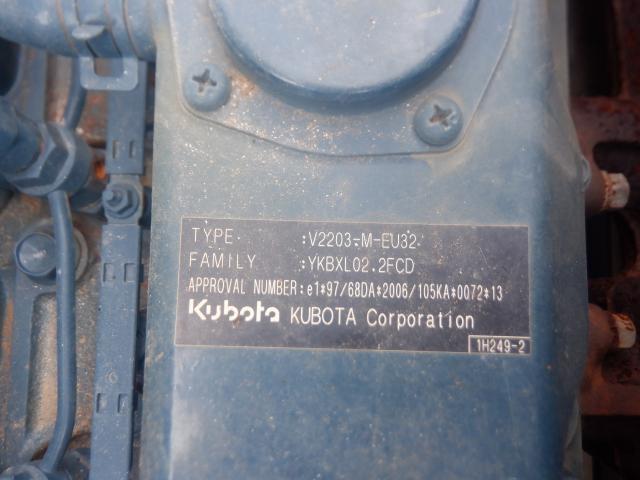 TYPE :V2203-M-EU32
FAMILY :YKBXL02.2FCD
APPROVAL NUMBER:e1*97/68DA*2006/105KA*0072*13
Kubota KUBOTA Corporation
1H249-2